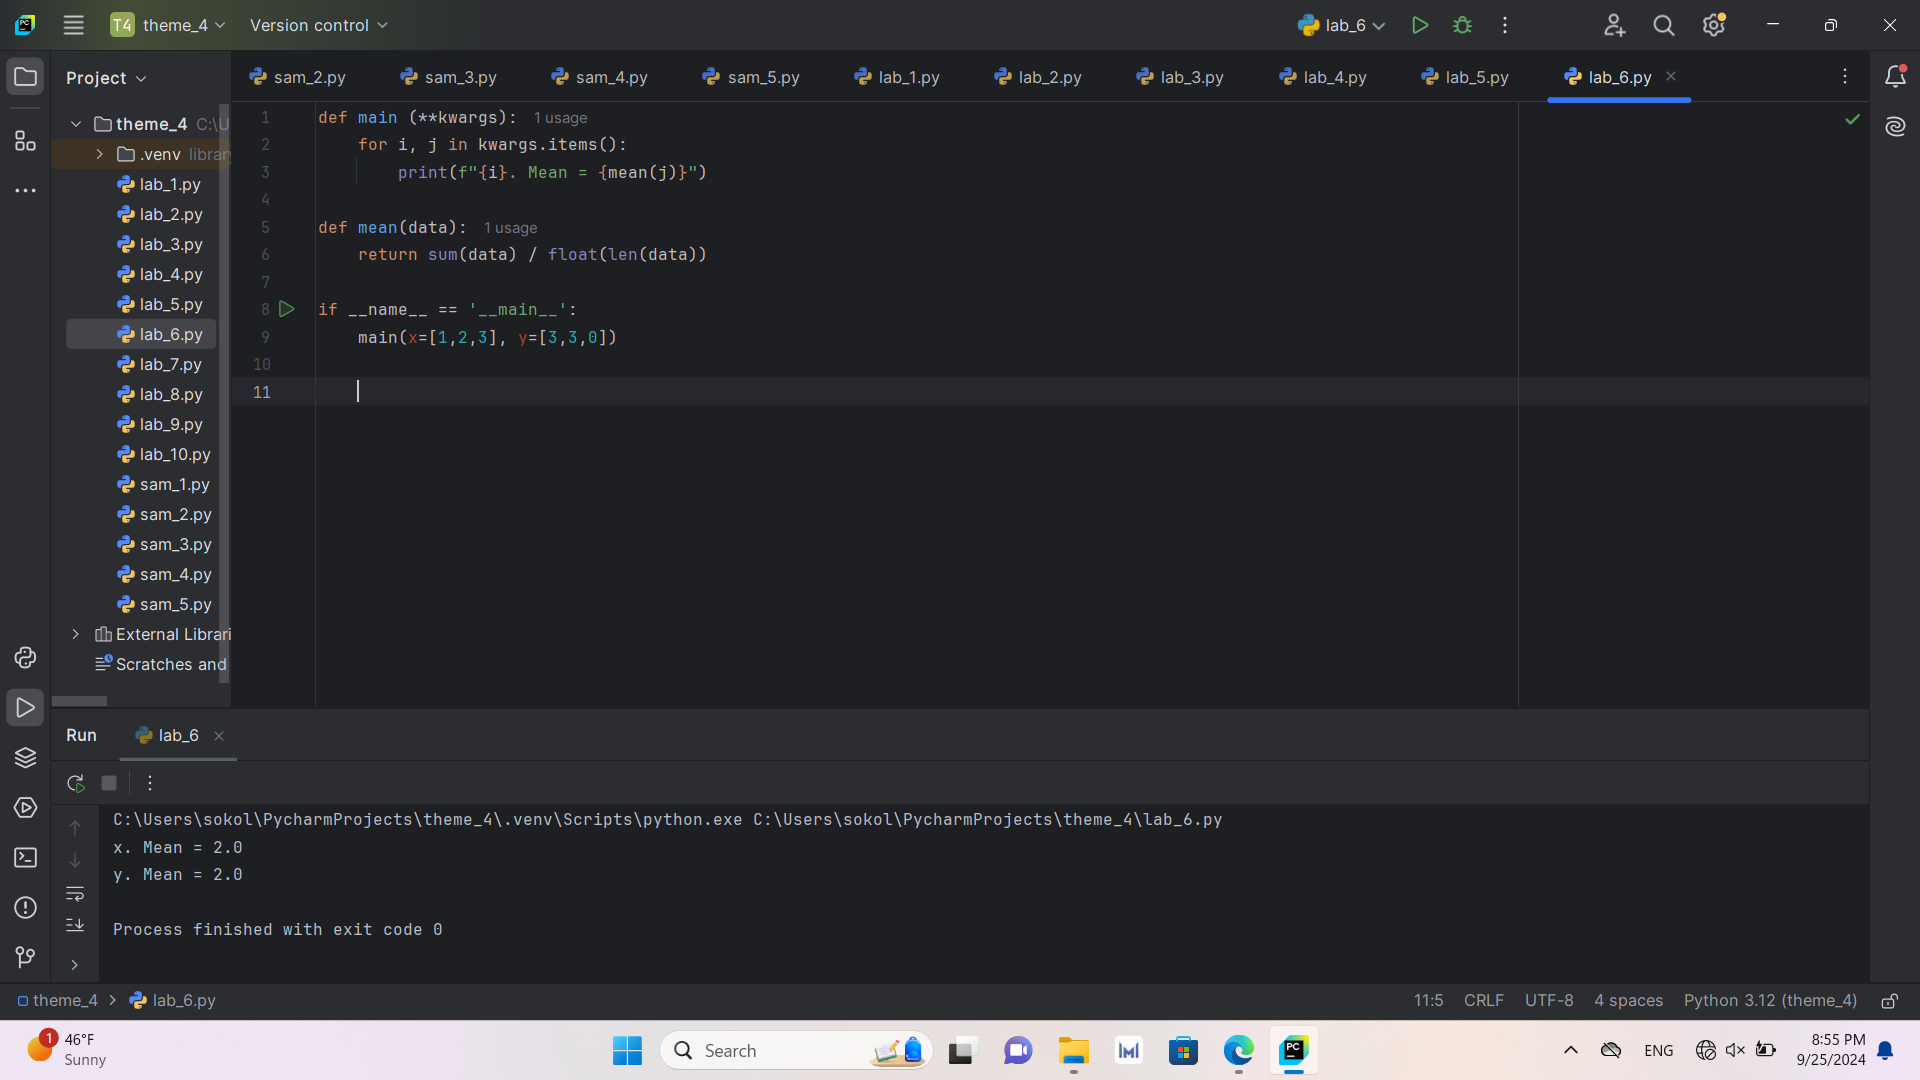 T4 theme_4 Version control lab_6
Project sam_2.py sam_3.py sam_4.py sam_5.py lab_1.py lab_2.py lab_3.py lab_4.py lab_5.py lab_6.py
theme_4 C:\U
.venv library
lab_1.py
lab_2.py
lab_3.py
lab_4.py
lab_5.py
lab_6.py
lab_7.py
lab_8.py
lab_9.py
lab_10.py
sam_1.py
sam_2.py
sam_3.py
sam_4.py
sam_5.py
External Librari
Scratches and
1 def main (**kwargs): 1 usage
2     for i, j in kwargs.items():
3         print(f"{i}. Mean = {mean(j)}")
4
5 def mean(data): 1 usage
6     return sum(data) / float(len(data))
7
8 if __name__ == '__main__':
9     main(x=[1,2,3], y=[3,3,0])
10
11
Run lab_6
C:\Users\sokol\PycharmProjects\theme_4\.venv\Scripts\python.exe C:\Users\sokol\PycharmProjects\theme_4\lab_6.py
x. Mean = 2.0
y. Mean = 2.0
Process finished with exit code 0
theme_4 lab_6.py 11:5 CRLF UTF-8 4 spaces Python 3.12 (theme_4)
1
46°F
Sunny
Search
PC
ENG
8:55 PM
9/25/2024